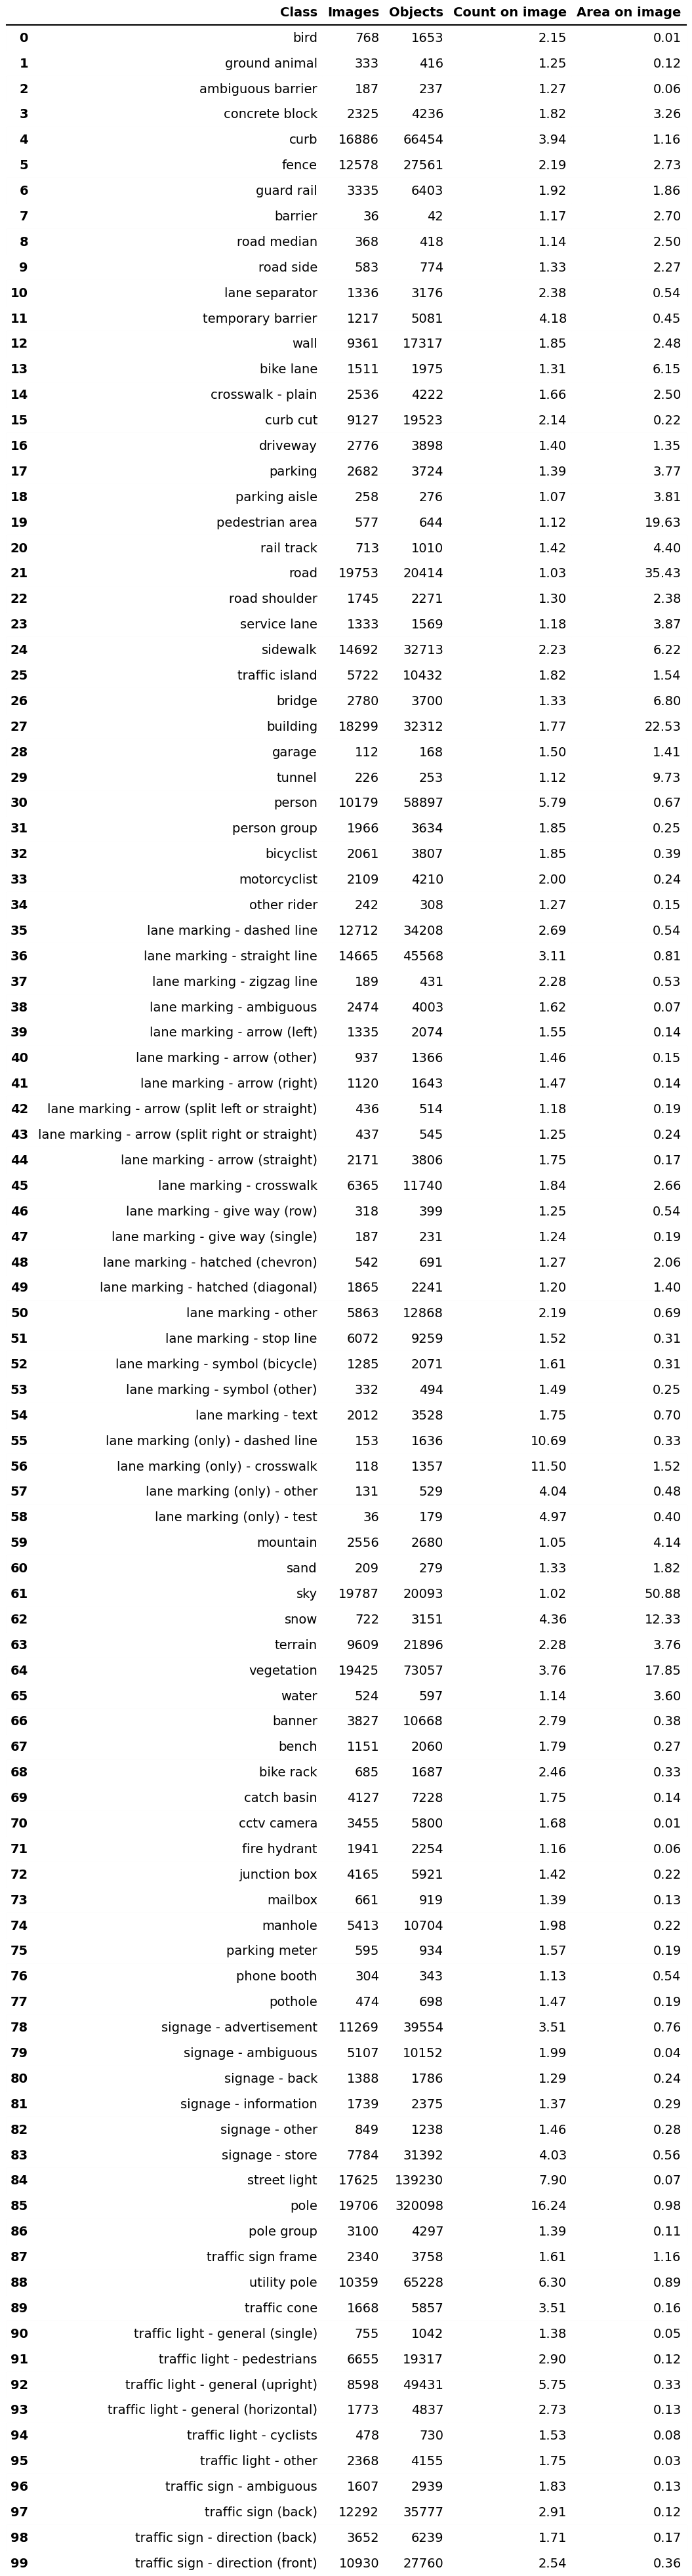 Class Images Objects Count on image Area on image
0 bird 768 1653 2.15 0.01
1 ground animal 333 416 1.25 0.12
2 ambiguous barrier 187 237 1.27 0.06
3 concrete block 2325 4236 1.82 3.26
4 curb 16886 66454 3.94 1.16
5 fence 12578 27561 2.19 2.73
6 guard rail 3335 6403 1.92 1.86
7 barrier 36 42 1.17 2.70
8 road median 368 418 1.14 2.50
9 road side 583 774 1.33 2.27
10 lane separator 1336 3176 2.38 0.54
11 temporary barrier 1217 5081 4.18 0.45
12 wall 9361 17317 1.85 2.48
13 bike lane 1511 1975 1.31 6.15
14 crosswalk - plain 2536 4222 1.66 2.50
15 curb cut 9127 19523 2.14 0.22
16 driveway 2776 3898 1.40 1.35
17 parking 2682 3724 1.39 3.77
18 parking aisle 258 276 1.07 3.81
19 pedestrian area 577 644 1.12 19.63
20 rail track 713 1010 1.42 4.40
21 road 19753 20414 1.03 35.43
22 road shoulder 1745 2271 1.30 2.38
23 service lane 1333 1569 1.18 3.87
24 sidewalk 14692 32713 2.23 6.22
25 traffic island 5722 10432 1.82 1.54
26 bridge 2780 3700 1.33 6.80
27 building 18299 32312 1.77 22.53
28 garage 112 168 1.50 1.41
29 tunnel 226 253 1.12 9.73
30 person 10179 58897 5.79 0.67
31 person group 1966 3634 1.85 0.25
32 bicyclist 2061 3807 1.85 0.39
33 motorcyclist 2109 4210 2.00 0.24
34 other rider 242 308 1.27 0.15
35 lane marking - dashed line 12712 34208 2.69 0.54
36 lane marking - straight line 14665 45568 3.11 0.81
37 lane marking - zigzag line 189 431 2.28 0.53
38 lane marking - ambiguous 2474 4003 1.62 0.07
39 lane marking - arrow (left) 1335 2074 1.55 0.14
40 lane marking - arrow (other) 937 1366 1.46 0.15
41 lane marking - arrow (right) 1120 1643 1.47 0.14
42 lane marking - arrow (split left or straight) 436 514 1.18 0.19
43 lane marking - arrow (split right or straight) 437 545 1.25 0.24
44 lane marking - arrow (straight) 2171 3806 1.75 0.17
45 lane marking - crosswalk 6365 11740 1.84 2.66
46 lane marking - give way (row) 318 399 1.25 0.54
47 lane marking - give way (single) 187 231 1.24 0.19
48 lane marking - hatched (chevron) 542 691 1.27 2.06
49 lane marking - hatched (diagonal) 1865 2241 1.20 1.40
50 lane marking - other 5863 12868 2.19 0.69
51 lane marking - stop line 6072 9259 1.52 0.31
52 lane marking - symbol (bicycle) 1285 2071 1.61 0.31
53 lane marking - symbol (other) 332 494 1.49 0.25
54 lane marking - text 2012 3528 1.75 0.70
55 lane marking (only) - dashed line 153 1636 10.69 0.33
56 lane marking (only) - crosswalk 118 1357 11.50 1.52
57 lane marking (only) - other 131 529 4.04 0.48
58 lane marking (only) - test 36 179 4.97 0.40
59 mountain 2556 2680 1.05 4.14
60 sand 209 279 1.33 1.82
61 sky 19787 20093 1.02 50.88
62 snow 722 3151 4.36 12.33
63 terrain 9609 21896 2.28 3.76
64 vegetation 19425 73057 3.76 17.85
65 water 524 597 1.14 3.60
66 banner 3827 10668 2.79 0.38
67 bench 1151 2060 1.79 0.27
68 bike rack 685 1687 2.46 0.33
69 catch basin 4127 7228 1.75 0.14
70 cctv camera 3455 5800 1.68 0.01
71 fire hydrant 1941 2254 1.16 0.06
72 junction box 4165 5921 1.42 0.22
73 mailbox 661 919 1.39 0.13
74 manhole 5413 10704 1.98 0.22
75 parking meter 595 934 1.57 0.19
76 phone booth 304 343 1.13 0.54
77 pothole 474 698 1.47 0.19
78 signage - advertisement 11269 39554 3.51 0.76
79 signage - ambiguous 5107 10152 1.99 0.04
80 signage - back 1388 1786 1.29 0.24
81 signage - information 1739 2375 1.37 0.29
82 signage - other 849 1238 1.46 0.28
83 signage - store 7784 31392 4.03 0.56
84 street light 17625 139230 7.90 0.07
85 pole 19706 320098 16.24 0.98
86 pole group 3100 4297 1.39 0.11
87 traffic sign frame 2340 3758 1.61 1.16
88 utility pole 10359 65228 6.30 0.89
89 traffic cone 1668 5857 3.51 0.16
90 traffic light - general (single) 755 1042 1.38 0.05
91 traffic light - pedestrians 6655 19317 2.90 0.12
92 traffic light - general (upright) 8598 49431 5.75 0.33
93 traffic light - general (horizontal) 1773 4837 2.73 0.13
94 traffic light - cyclists 478 730 1.53 0.08
95 traffic light - other 2368 4155 1.75 0.03
96 traffic sign - ambiguous 1607 2939 1.83 0.13
97 traffic sign (back) 12292 35777 2.91 0.12
98 traffic sign - direction (back) 3652 6239 1.71 0.17
99 traffic sign - direction (front) 10930 27760 2.54 0.36